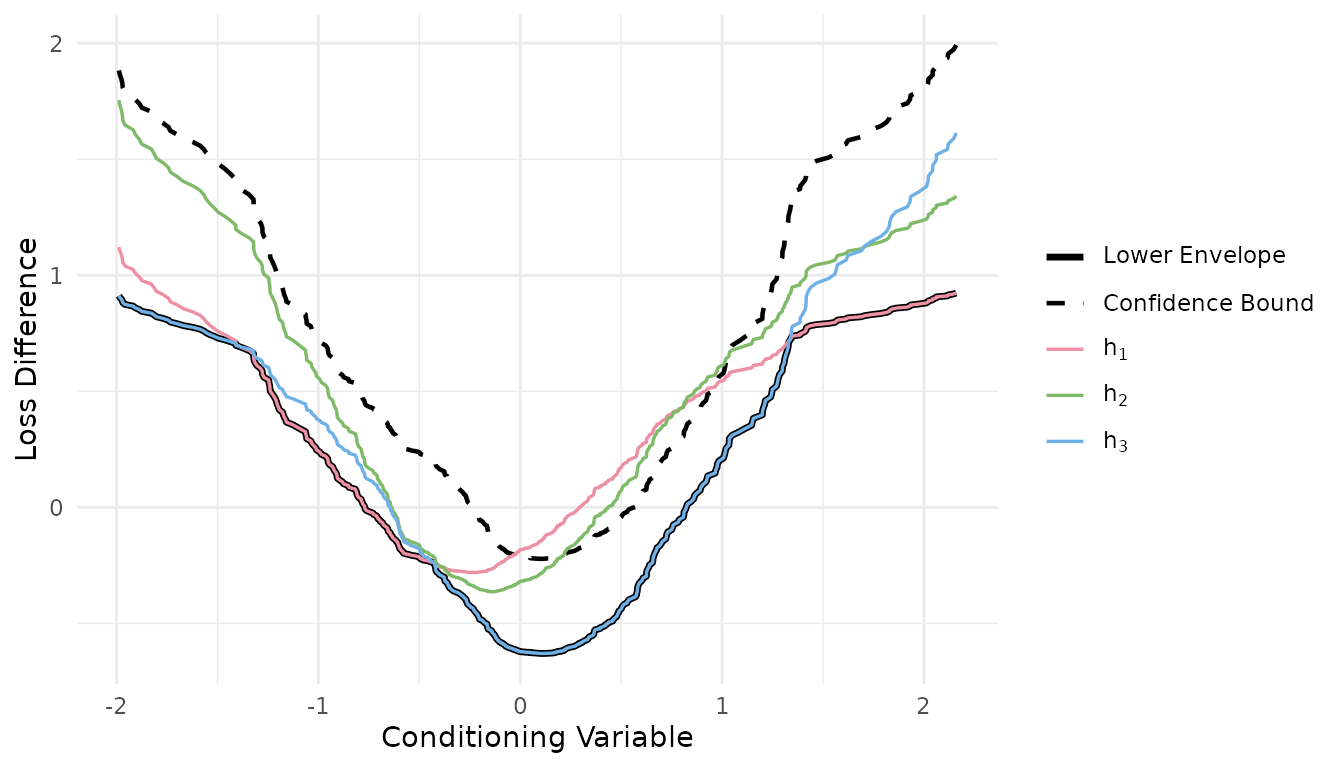 Loss Difference
2
1
0
-2 -1 0 1 2
Conditioning Variable
Lower Envelope
Confidence Bound
h₁
h₂
h₃